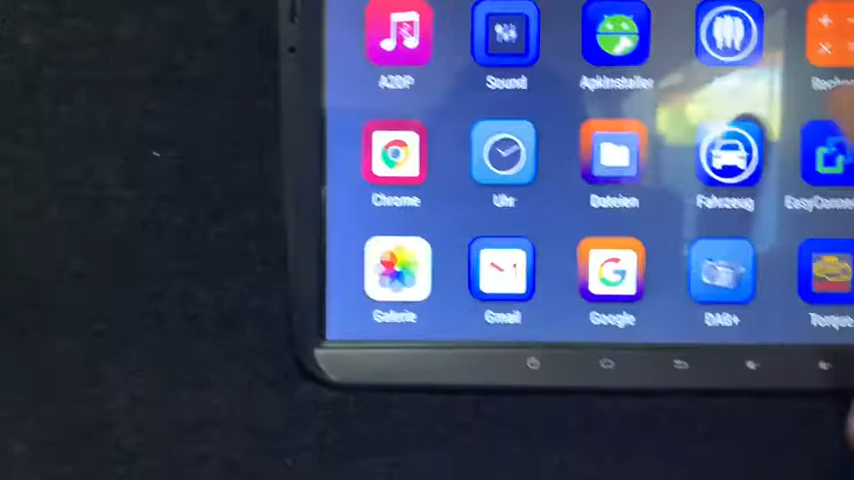 A2DP Sound ApkInstaller
Chrome Uhr Dateien Fahrzeug
Galerie Gmail Google DAB+ Torque